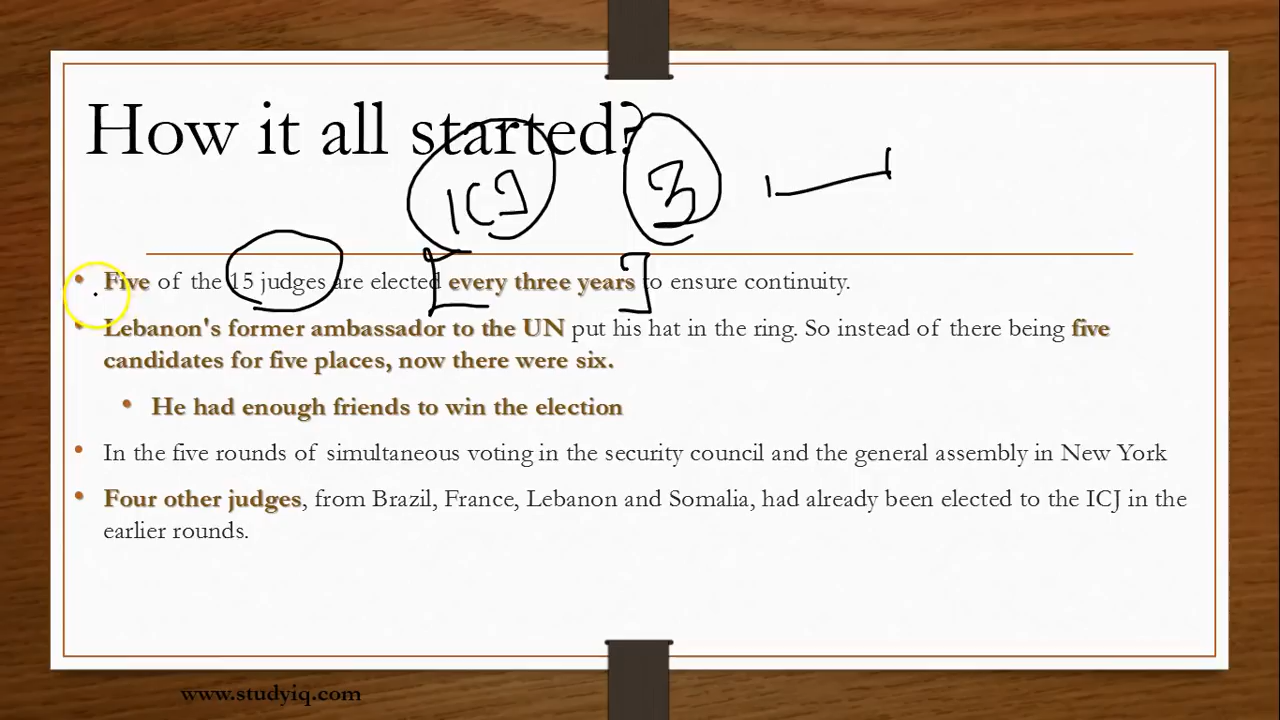 How it all started?
ICJ 3
• Five of the 15 judges are elected every three years to ensure continuity.
• Lebanon's former ambassador to the UN put his hat in the ring. So instead of there being five
candidates for five places, now there were six.
• He had enough friends to win the election
• In the five rounds of simultaneous voting in the security council and the general assembly in New York
• Four other judges, from Brazil, France, Lebanon and Somalia, had already been elected to the ICJ in the
earlier rounds.
www.studyiq.com